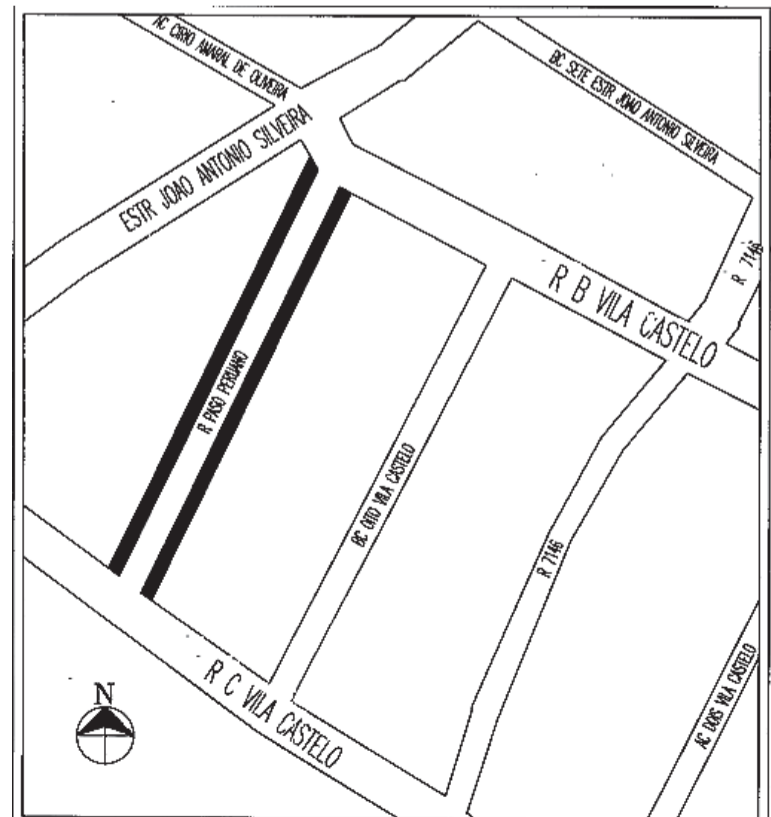 AC CIRIO AMARAL DE OLIVEIRA
BC SETE ESTR JOAO ANTONIO SILVEIRA
ESTR JOAO ANTONIO SILVEIRA
R 7146
R B VILA CASTELO
R PASO PERUANO
BC OITO VILA CASTELO
R 7146
R C VILA CASTELO
AC DOIS VILA CASTELO
N